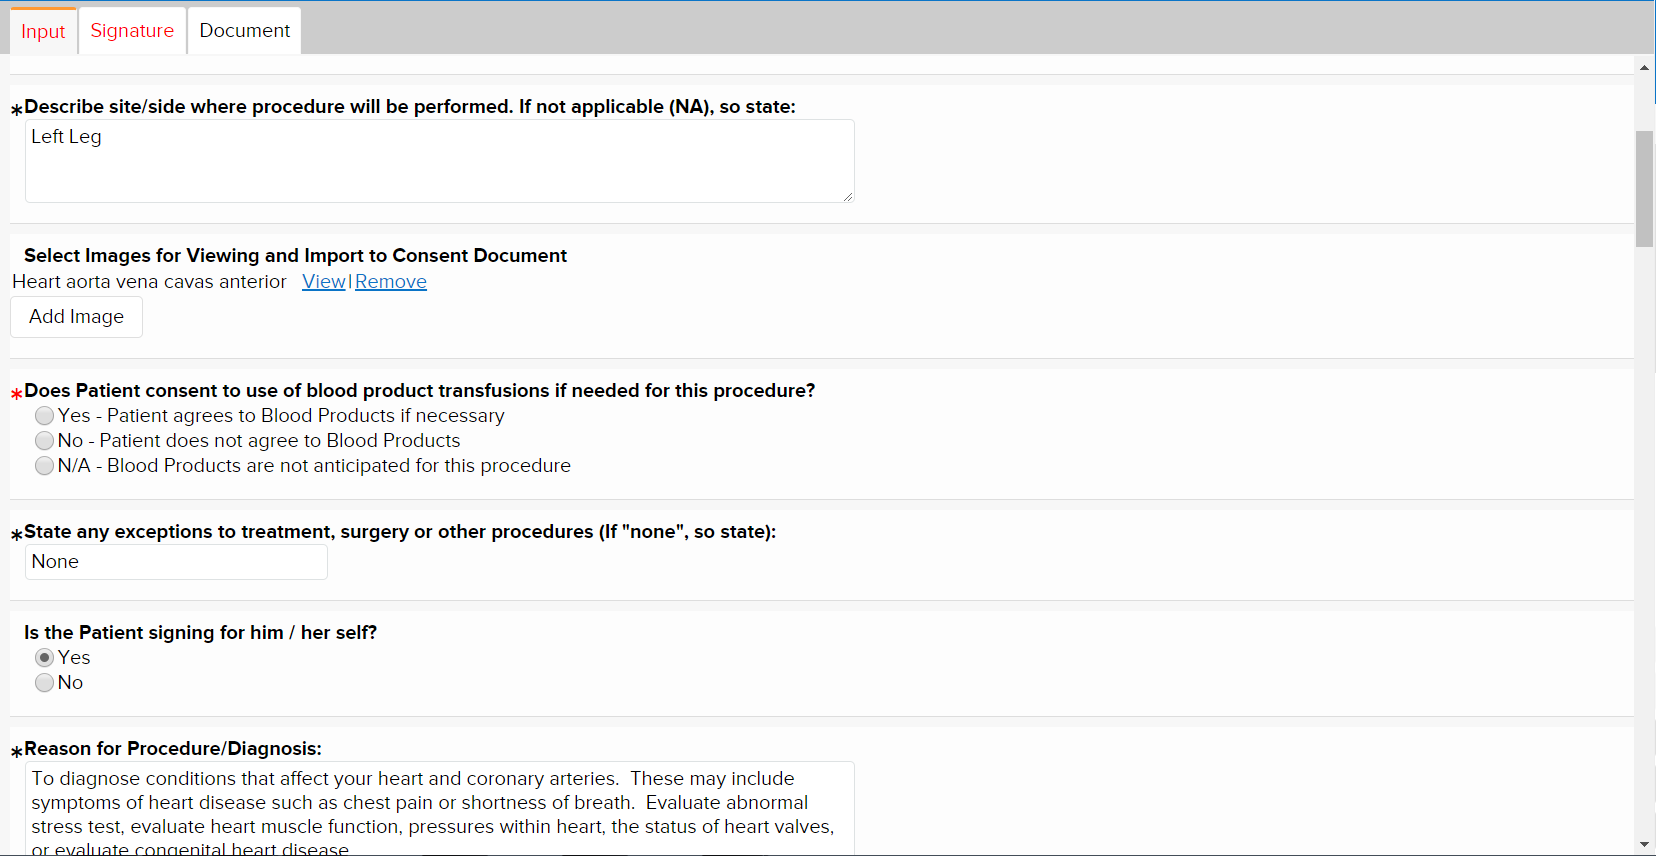 Input Signature Document
*Describe site/side where procedure will be performed. If not applicable (NA), so state:
Left Leg
Select Images for Viewing and Import to Consent Document
Heart aorta vena cavas anterior View|Remove
Add Image
*Does Patient consent to use of blood product transfusions if needed for this procedure?
Yes - Patient agrees to Blood Products if necessary
No - Patient does not agree to Blood Products
N/A - Blood Products are not anticipated for this procedure
*State any exceptions to treatment, surgery or other procedures (If "none", so state):
None
Is the Patient signing for him / her self?
Yes
No
*Reason for Procedure/Diagnosis:
To diagnose conditions that affect your heart and coronary arteries.  These may include
symptoms of heart disease such as chest pain or shortness of breath.  Evaluate abnormal
stress test, evaluate heart muscle function, pressures within heart, the status of heart valves,
or evaluate congenital heart disease